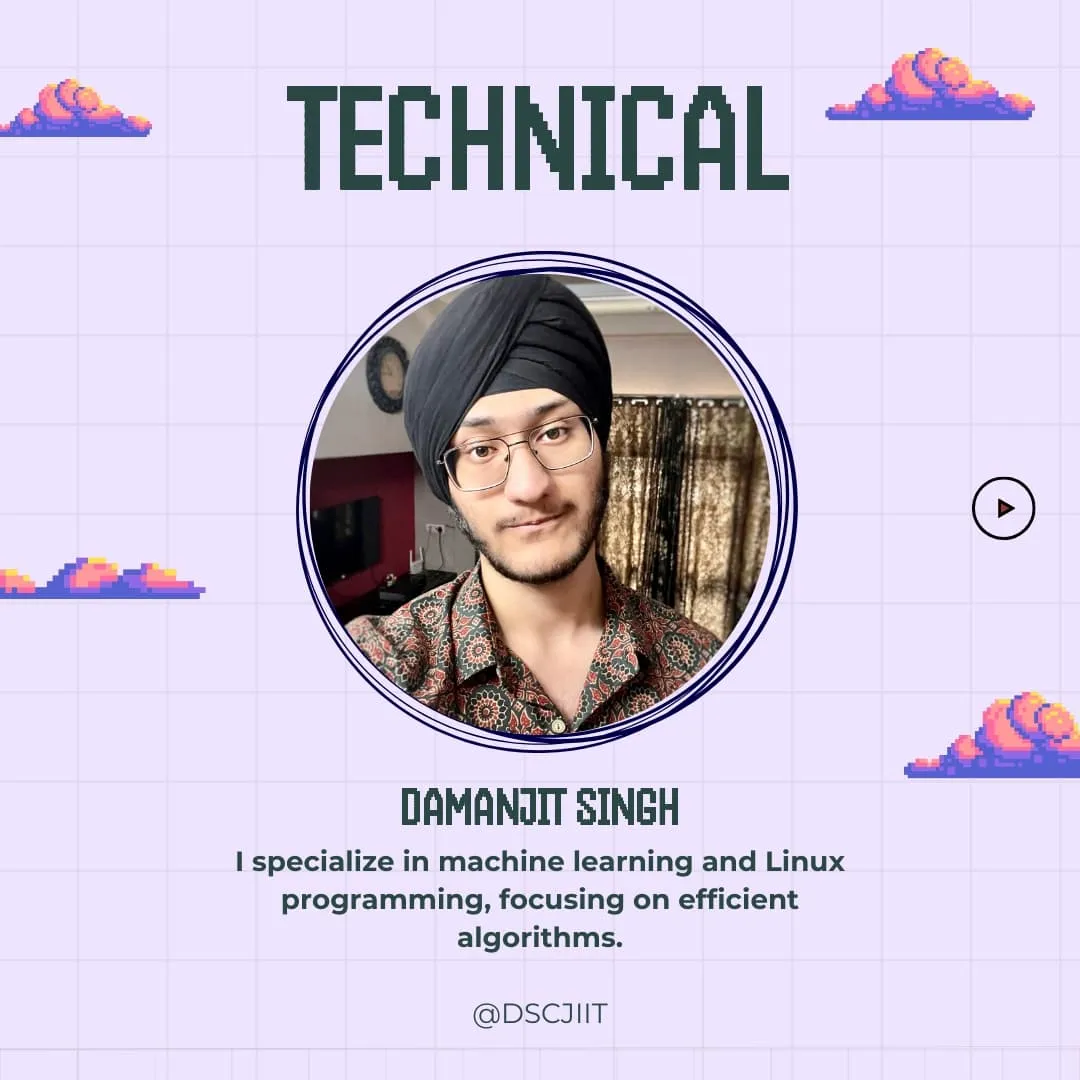 TECHNICAL
DAMANJIT SINGH
I specialize in machine learning and Linux
programming, focusing on efficient
algorithms.
@DSCJIIT